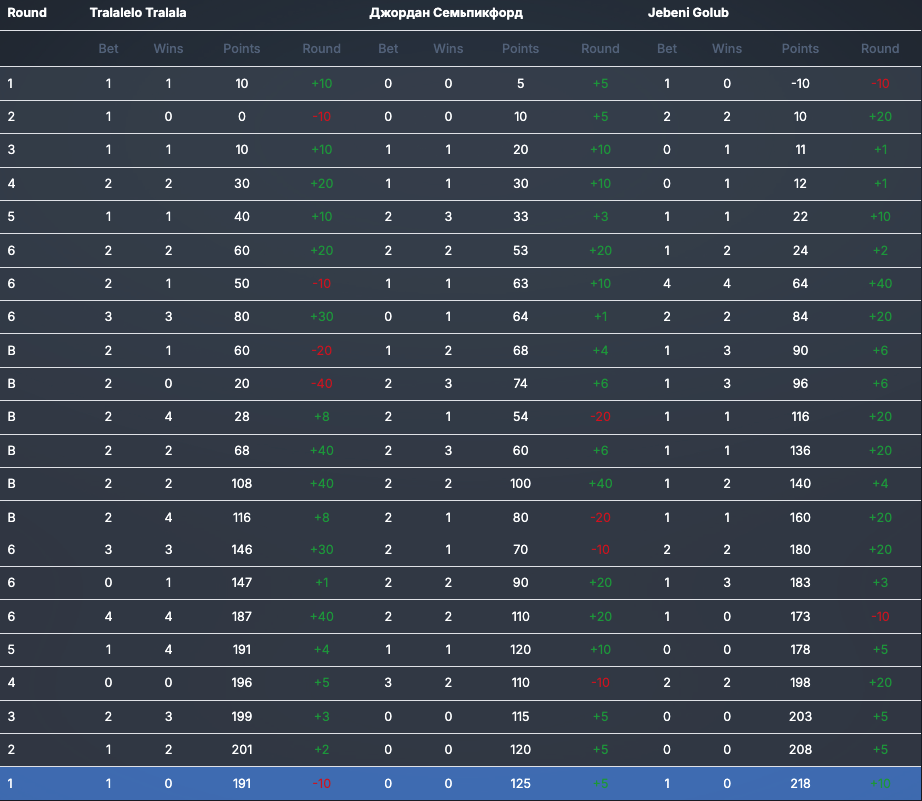 Round Tralalelo Tralala Джордан Семьпикфорд Jebeni Golub
Bet Wins Points Round Bet Wins Points Round Bet Wins Points Round
1 1 1 10 +10 0 0 5 +5 1 0 -10 -10
2 1 0 0 -10 0 0 10 +5 2 2 10 +20
3 1 1 10 +10 1 1 20 +10 0 1 11 +1
4 2 2 30 +20 1 1 30 +10 0 1 12 +1
5 1 1 40 +10 2 3 33 +3 1 1 22 +10
6 2 2 60 +20 2 2 53 +20 1 2 24 +2
6 2 1 50 -10 1 1 63 +10 4 4 64 +40
6 3 3 80 +30 0 1 64 +1 2 2 84 +20
B 2 1 60 -20 1 2 68 +4 1 3 90 +6
B 2 0 20 -40 2 3 74 +6 1 3 96 +6
B 2 4 28 +8 2 1 54 -20 1 1 116 +20
B 2 2 68 +40 2 3 60 +6 1 1 136 +20
B 2 2 108 +40 2 2 100 +40 1 2 140 +4
B 2 4 116 +8 2 1 80 -20 1 1 160 +20
6 3 3 146 +30 2 1 70 -10 2 2 180 +20
6 0 1 147 +1 2 2 90 +20 1 3 183 +3
6 4 4 187 +40 2 2 110 +20 1 0 173 -10
5 1 4 191 +4 1 1 120 +10 0 0 178 +5
4 0 0 196 +5 3 2 110 -10 2 2 198 +20
3 2 3 199 +3 0 0 115 +5 0 0 203 +5
2 1 2 201 +2 0 0 120 +5 0 0 208 +5
1 1 0 191 -10 0 0 125 +5 1 0 218